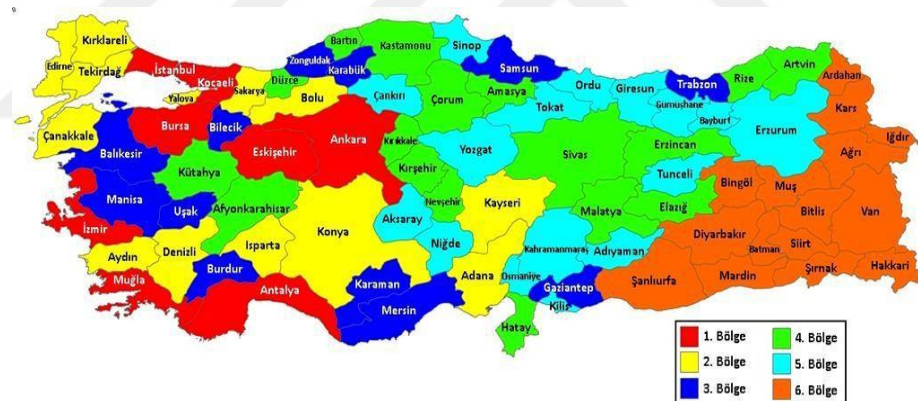 Kırklareli
Edirne
Tekirdağ
İstanbul
Kocaeli
Yalova
Sakarya
Düzce
Bolu
Zonguldak
Bartın
Karabük
Kastamonu
Sinop
Samsun
Çankırı
Çorum
Amasya
Tokat
Ordu
Giresun
Trabzon
Gümüşhane
Bayburt
Rize
Artvin
Ardahan
Kars
Iğdır
Ağrı
Erzurum
Erzincan
Çanakkale
Balıkesir
Bursa
Bilecik
Eskişehir
Ankara
Kırıkkale
Kırşehir
Yozgat
Sivas
Tunceli
Bingöl
Muş
Bitlis
Van
Kütahya
Manisa
Uşak
Afyonkarahisar
Nevşehir
Kayseri
Malatya
Elazığ
Diyarbakır
Batman
Siirt
Hakkari
Şırnak
Mardin
Şanlıurfa
İzmir
Aydın
Denizli
Isparta
Konya
Aksaray
Niğde
Kahramanmaraş
Adıyaman
Muğla
Burdur
Antalya
Karaman
Mersin
Adana
Osmaniye
Gaziantep
Kilis
Hatay
1. Bölge
2. Bölge
3. Bölge
4. Bölge
5. Bölge
6. Bölge